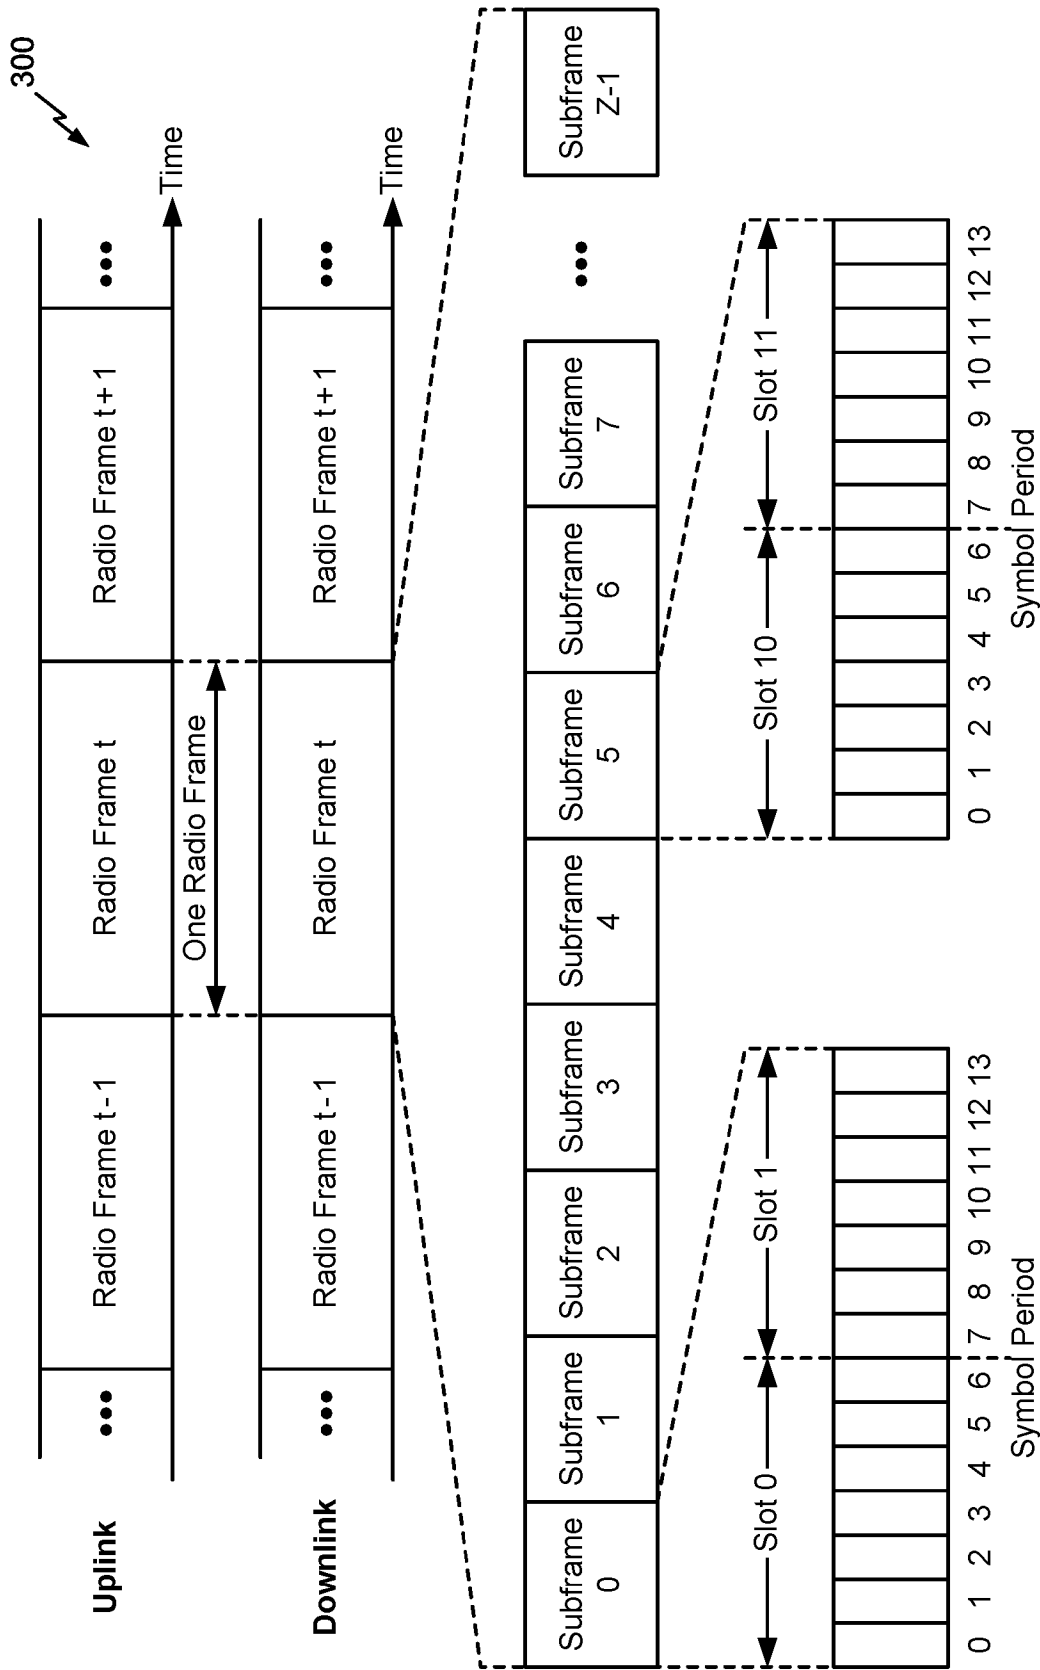 300
Uplink
••• Radio Frame t-1 Radio Frame t Radio Frame t+1 •••
Time
One Radio Frame
Downlink
••• Radio Frame t-1 Radio Frame t Radio Frame t+1 •••
Time
Subframe 0
Subframe 1
Subframe 2
Subframe 3
Subframe 4
Subframe 5
Subframe 6
Subframe 7
•••
Subframe Z-1
Slot 0 Slot 1
0 1 2 3 4 5 6 7 8 9 10 11 12 13
Symbol Period
Slot 10 Slot 11
0 1 2 3 4 5 6 7 8 9 10 11 12 13
Symbol Period